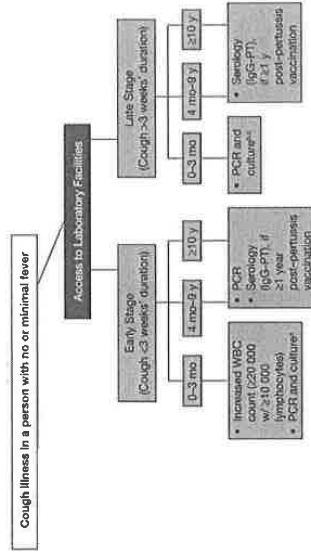 Cough illness in a person with no or minimal fever
Access to Laboratory Facilities
Early Stage
(Cough <3 weeks' duration)
0–3 mo
4 mo–9 y
≥10 y
• Increased WBC
count (≥20 000
w/ ≥10 000
lymphocytes)
• PCR and culture
• PCR
• Serology
(IgG-PT), if
≥1 year
post–pertussis
vaccination
Late Stage
(Cough >3 weeks' duration)
0–3 mo
4 mo–9 y
≥10 y
• PCR and
culture
• Serology
(IgG-PT),
if ≥1 y
post–pertussis
vaccination